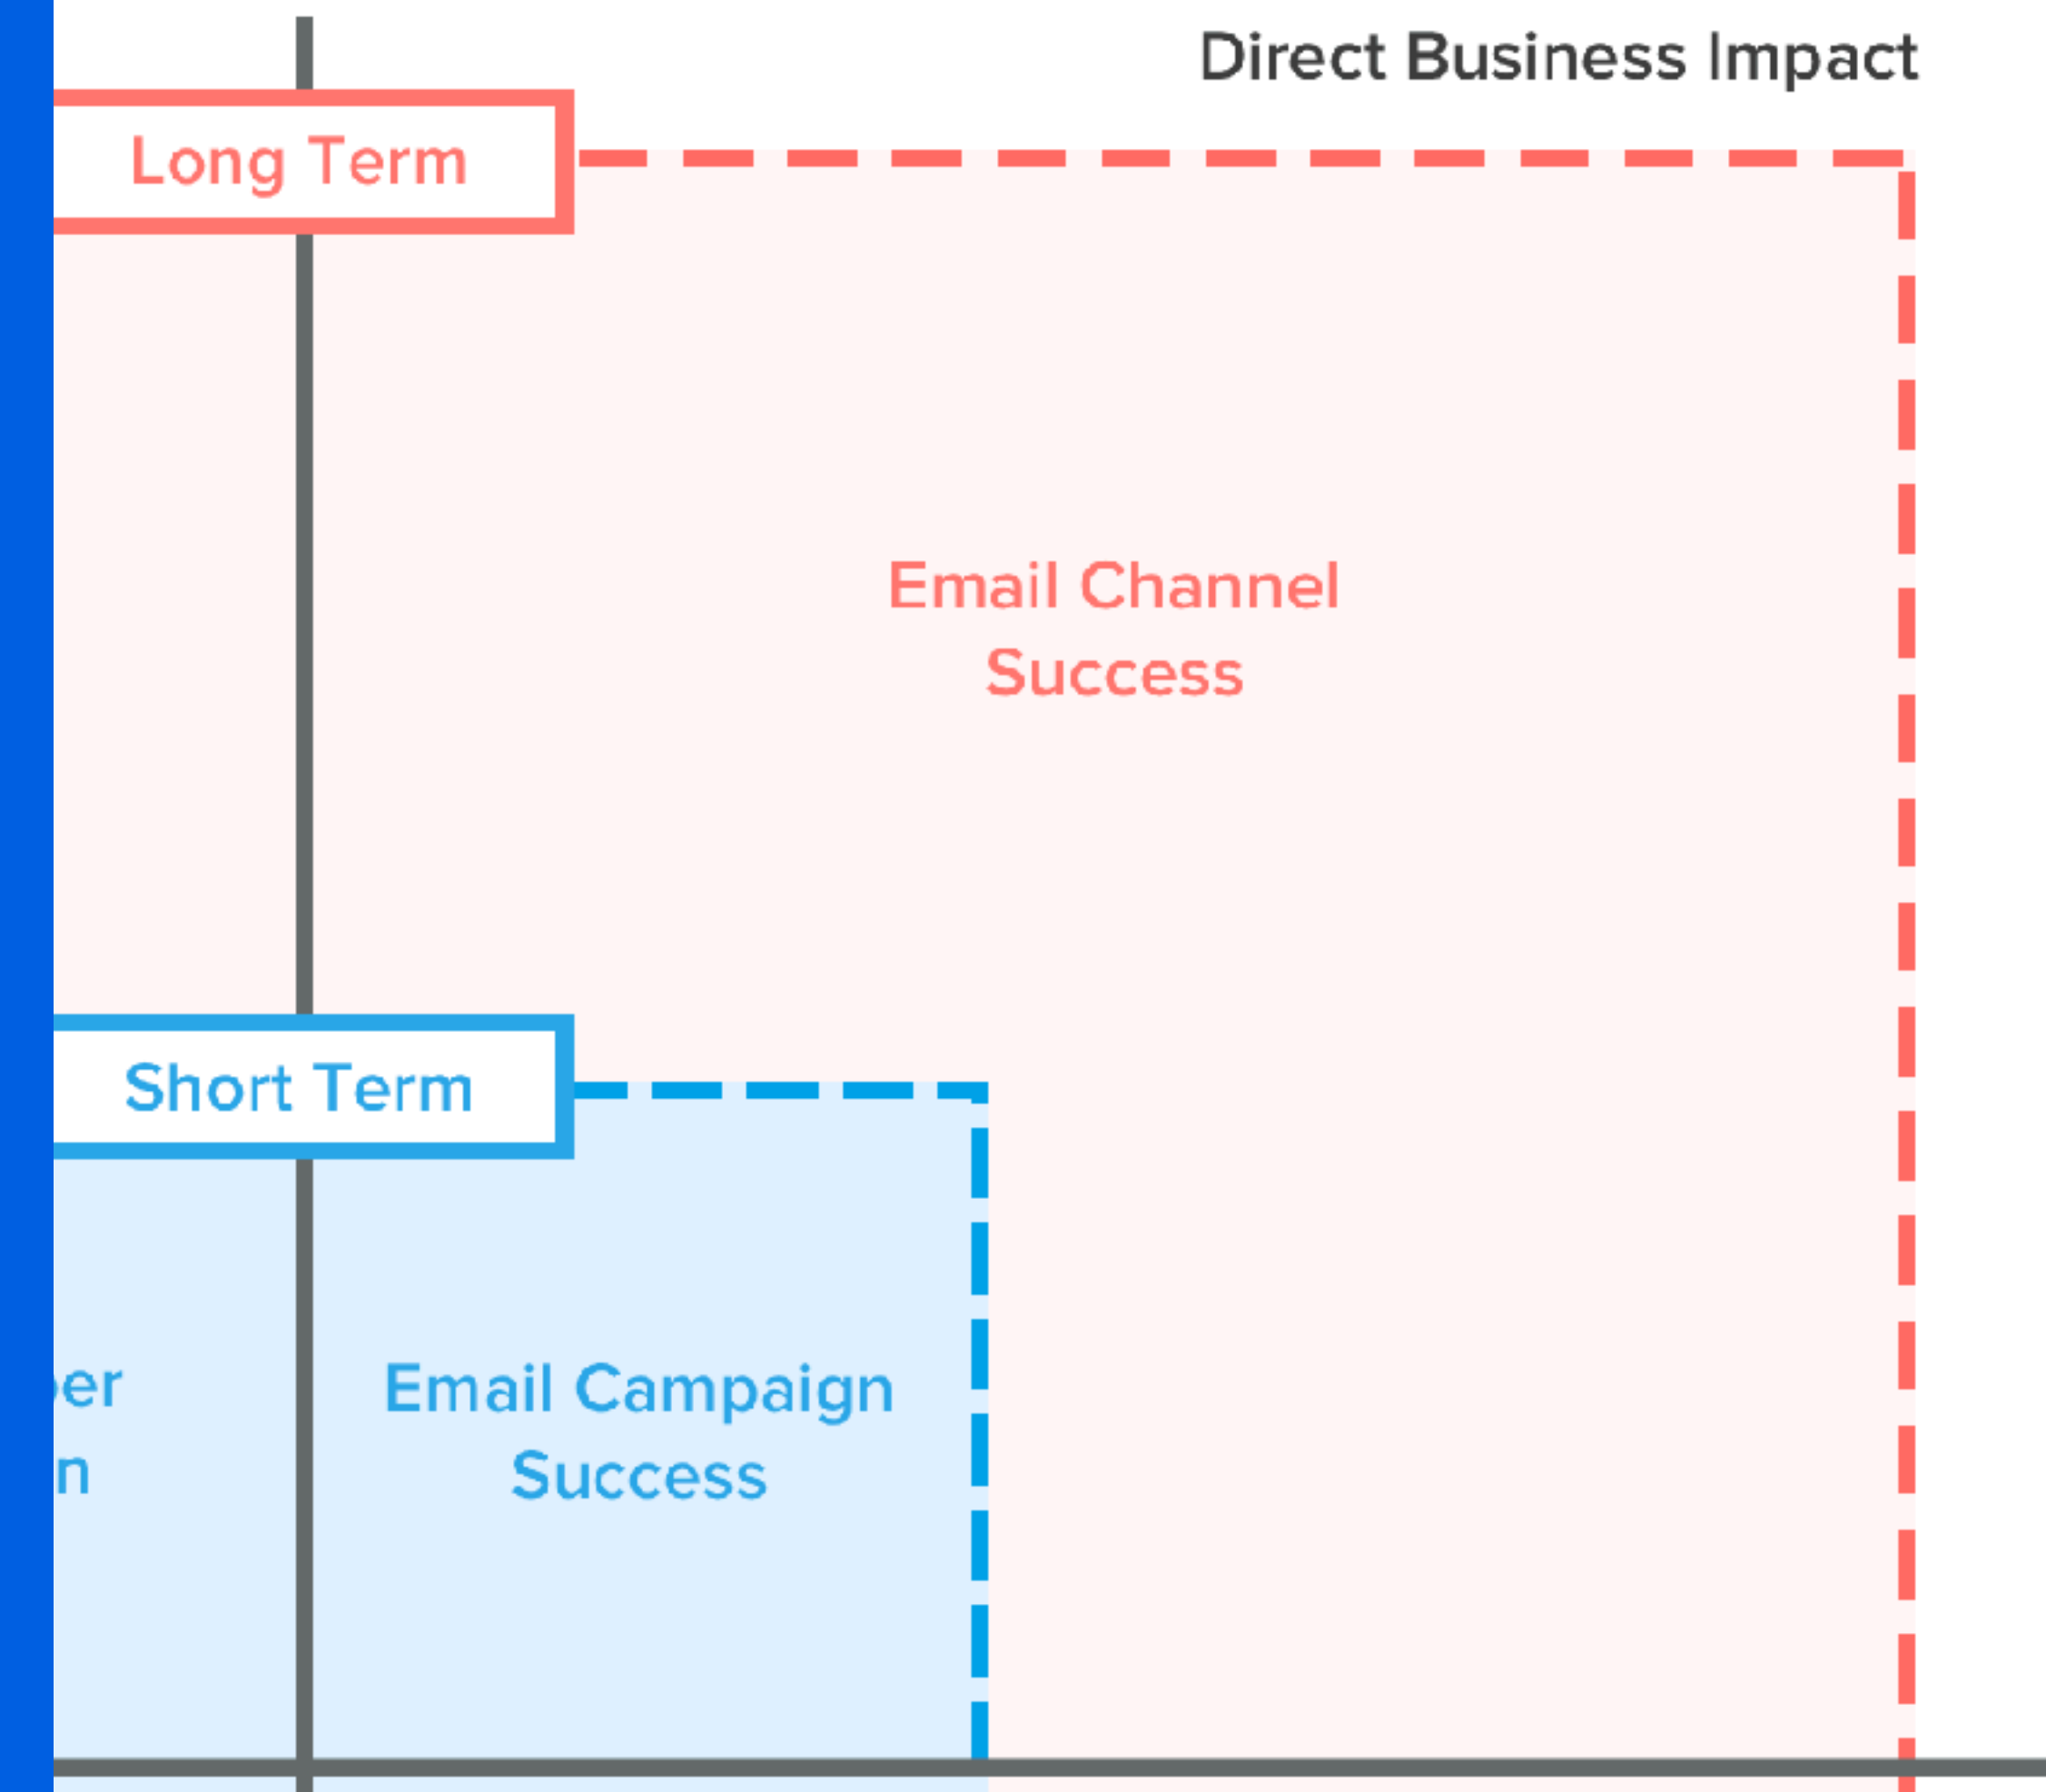 Direct Business Impact
Long Term
Email Channel
Success
Short Term
Email Campaign
Success